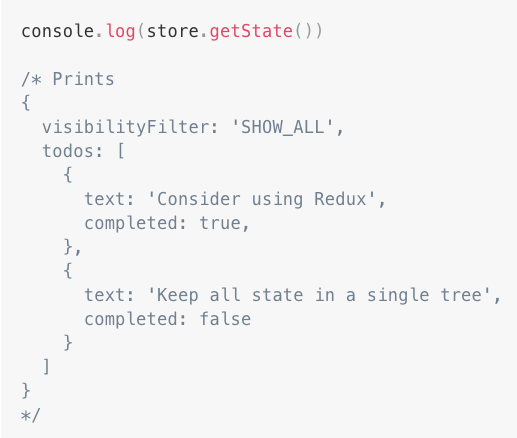 console.log(store.getState())
/* Prints
{
  visibilityFilter: 'SHOW_ALL',
  todos: [
    {
      text: 'Consider using Redux',
      completed: true,
    },
    {
      text: 'Keep all state in a single tree',
      completed: false
    }
  ]
}
*/